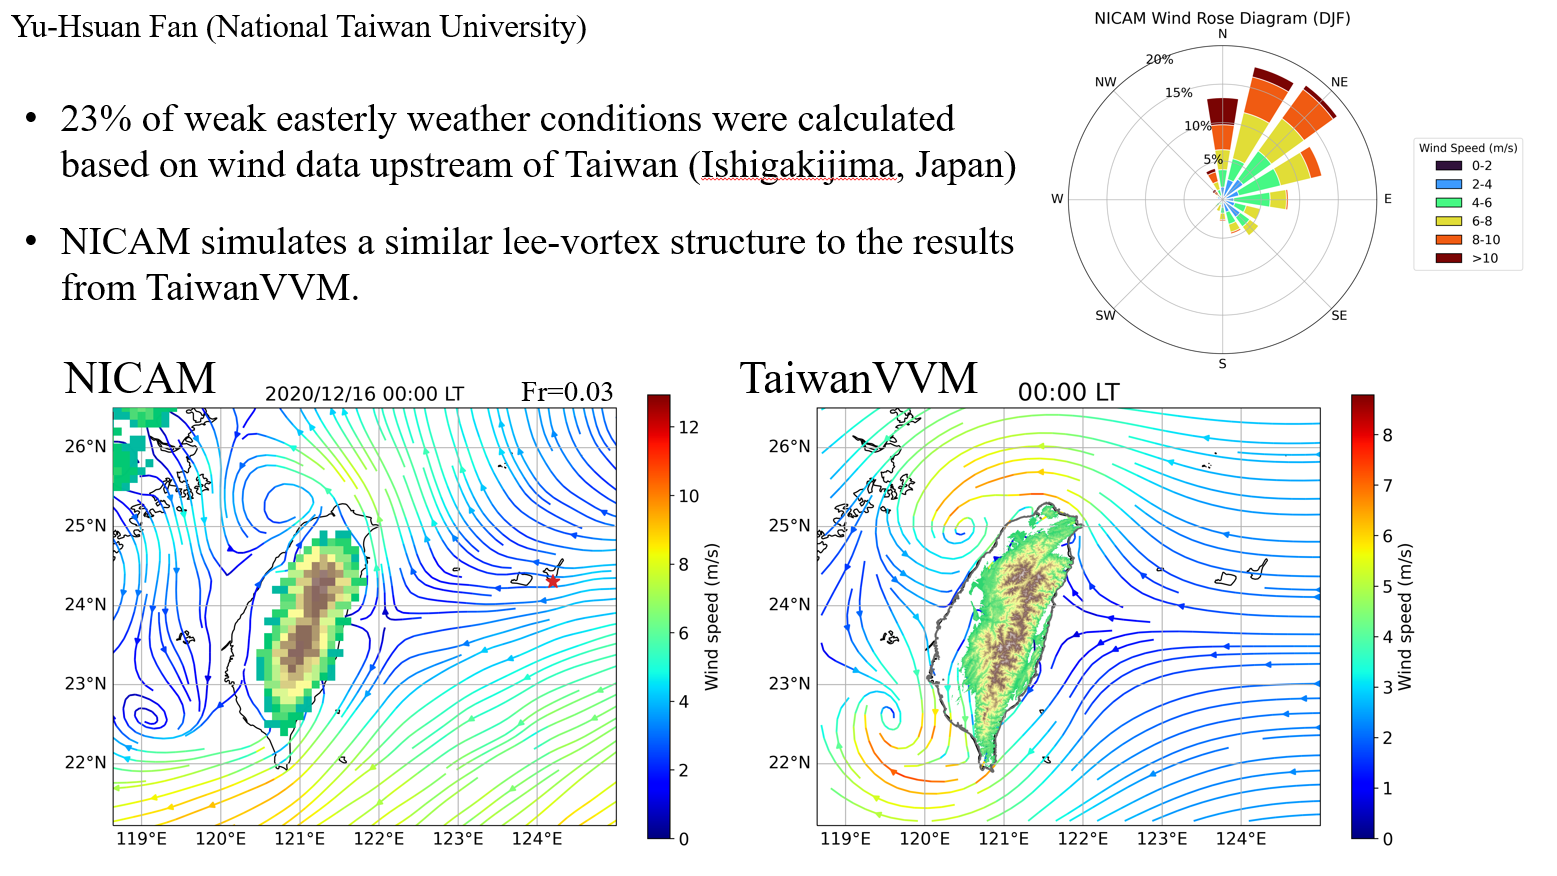 Yu-Hsuan Fan (National Taiwan University)
• 23% of weak easterly weather conditions were calculated
based on wind data upstream of Taiwan (Ishigakijima, Japan)
• NICAM simulates a similar lee-vortex structure to the results
from TaiwanVVM.
NICAM Wind Rose Diagram (DJF)
N
20%
NW
NE
15%
10%
5%
W
E
SW
SE
S
Wind Speed (m/s)
0-2
2-4
4-6
6-8
8-10
>10
NICAM
2020/12/16 00:00 LT
Fr=0.03
26°N
25°N
24°N
23°N
22°N
119°E 120°E 121°E 122°E 123°E 124°E
12
10
8
6
4
2
0
Wind speed (m/s)
TaiwanVVM
00:00 LT
26°N
25°N
24°N
23°N
22°N
119°E 120°E 121°E 122°E 123°E 124°E
8
7
6
5
4
3
2
1
0
Wind speed (m/s)